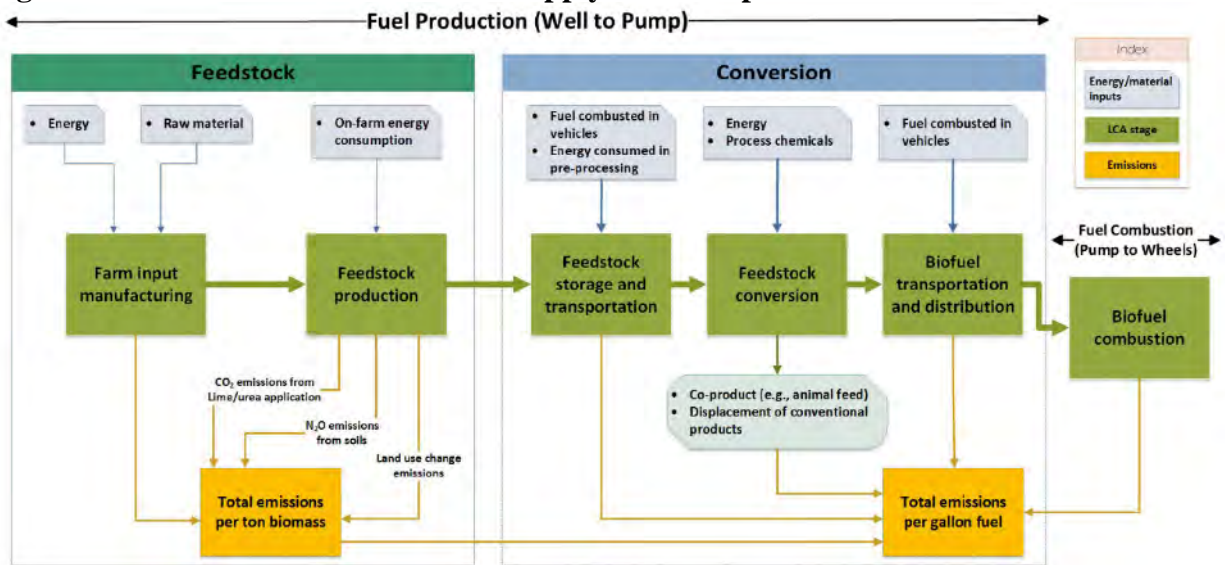 Fuel Production (Well to Pump)
Feedstock
Conversion
Index
Energy/material
inputs
LCA stage
Emissions
• Energy
• Raw material
• On-farm energy
consumption
• Fuel combusted in
vehicles
• Energy consumed in
pre-processing
• Energy
• Process chemicals
• Fuel combusted in
vehicles
Fuel Combustion
(Pump to Wheels)
Farm input
manufacturing
Feedstock
production
Feedstock
storage and
transportation
Feedstock
conversion
Biofuel
transportation
and distribution
Biofuel
combustion
CO₂ emissions from
Lime/urea application
N₂O emissions
from soils
Land use change
emissions
• Co-product (e.g., animal feed)
• Displacement of conventional
products
Total emissions
per ton biomass
Total emissions
per gallon fuel